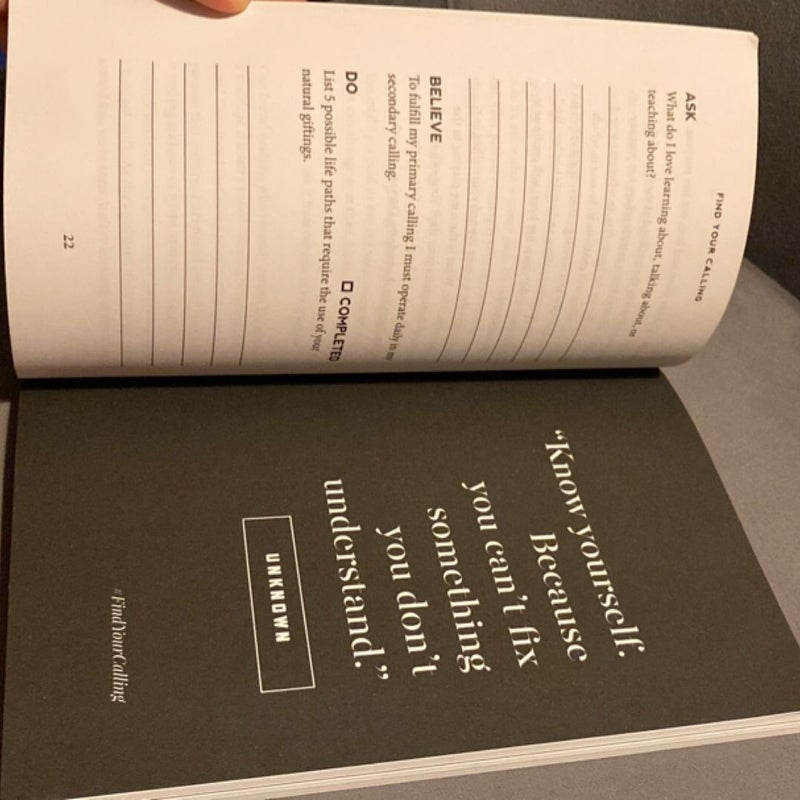 FIND YOUR CALLING
ASK
What do I love learning about, talking about, or
teaching about?
BELIEVE
To fulfill my primary calling I must operate daily in my
secondary calling.
DO
☐ COMPLETED
List 5 possible life paths that require the use of your
natural giftings.
22
“Know yourself.
Because
you can’t fix
something
you don’t
understand.”
UNKNOWN
#FindYourCalling